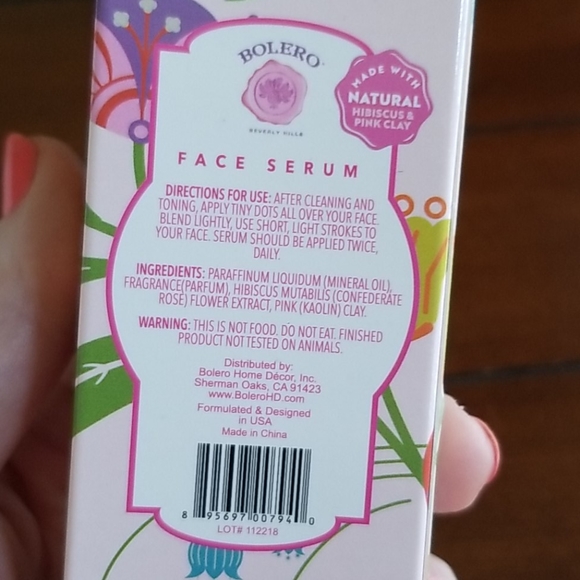 BOLERO
BEVERLY HILLS
MADE WITH
NATURAL
HIBISCUS &
PINK CLAY
FACE SERUM
DIRECTIONS FOR USE: AFTER CLEANING AND
TONING, APPLY TINY DOTS ALL OVER YOUR FACE.
BLEND LIGHTLY, USE SHORT, LIGHT STROKES TO
YOUR FACE. SERUM SHOULD BE APPLIED TWICE,
DAILY.
INGREDIENTS: PARAFFINUM LIQUIDUM (MINERAL OIL),
FRAGRANCE(PARFUM), HIBISCUS MUTABILIS (CONFEDERATE
ROSE) FLOWER EXTRACT, PINK (KAOLIN) CLAY.
WARNING: THIS IS NOT FOOD. DO NOT EAT. FINISHED
PRODUCT NOT TESTED ON ANIMALS.
Distributed by:
Bolero Home Décor, Inc.
Sherman Oaks, CA 91423
www.BoleroHD.com
Formulated & Designed
in USA
Made in China
8 95697 00794 0
LOT# 112218